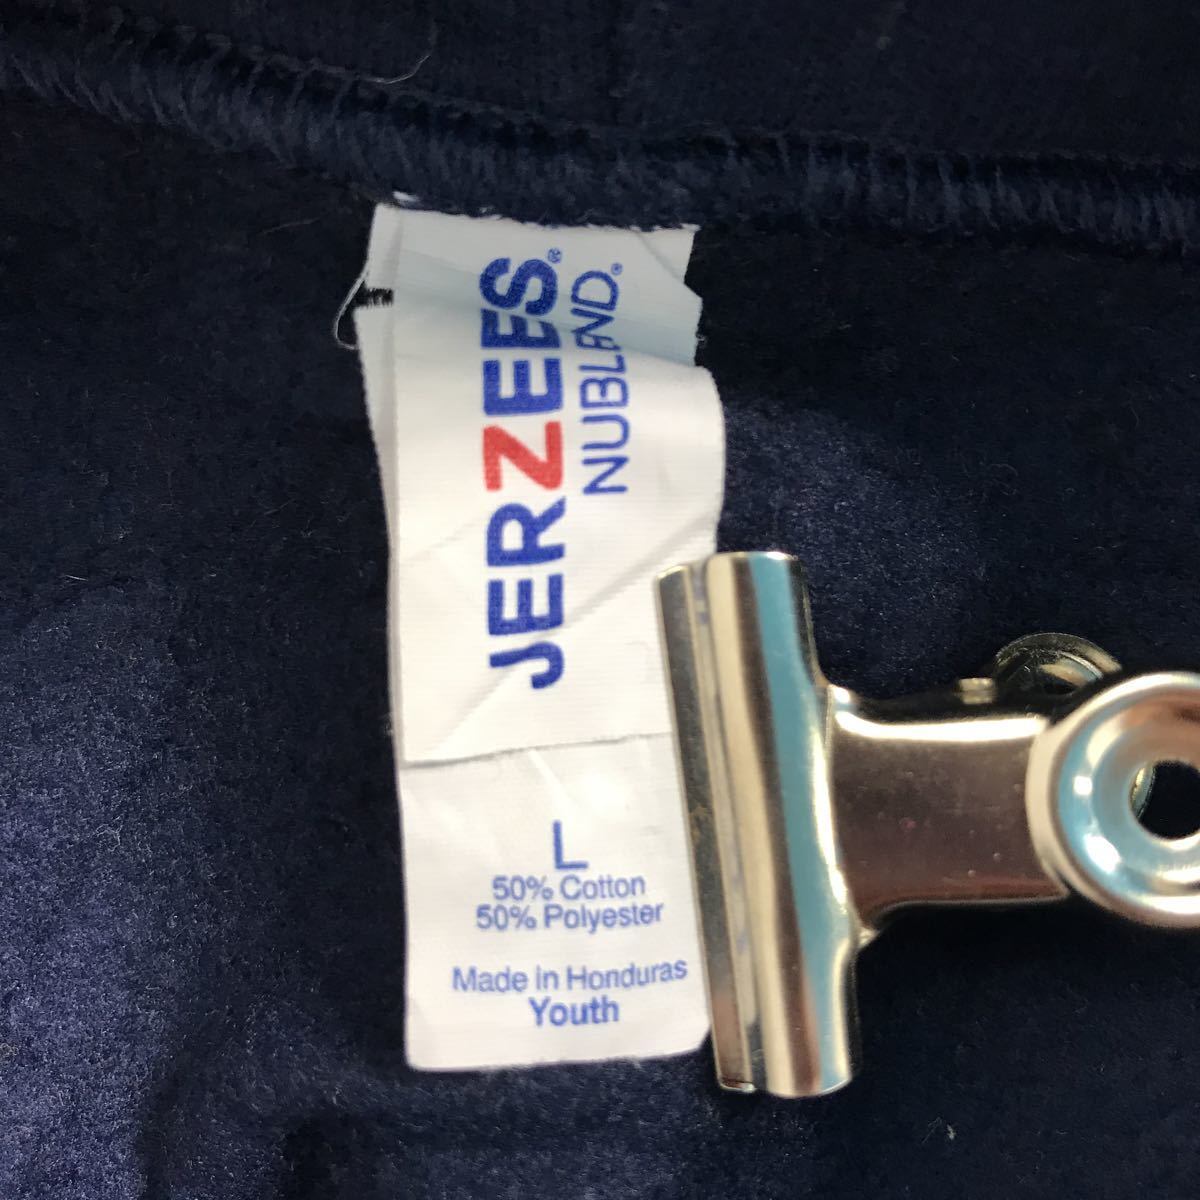 JERZEES®
NUBLEND®
L
50% Cotton
50% Polyester
Made in Honduras
Youth